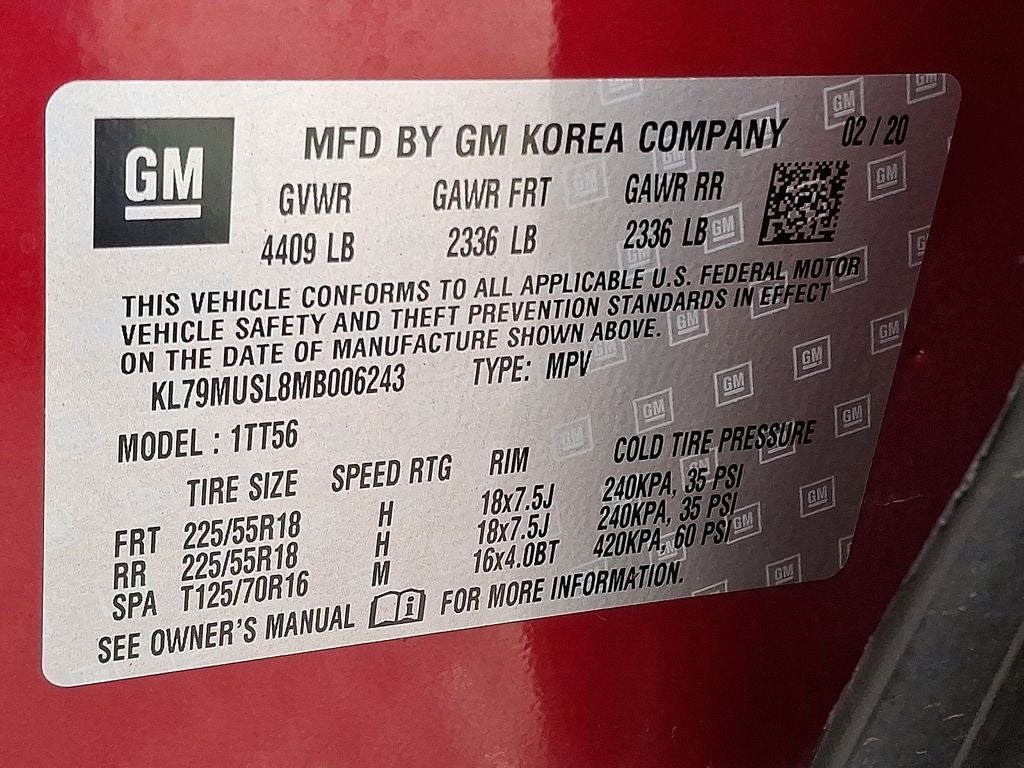 GM
MFD BY GM KOREA COMPANY 02/20
GVWR GAWR FRT GAWR RR
4409 LB 2336 LB 2336 LB
THIS VEHICLE CONFORMS TO ALL APPLICABLE U.S. FEDERAL MOTOR
VEHICLE SAFETY AND THEFT PREVENTION STANDARDS IN EFFECT
ON THE DATE OF MANUFACTURE SHOWN ABOVE.
KL79MUSL8MB006243 TYPE: MPV
MODEL : 1TT56
TIRE SIZE SPEED RTG RIM COLD TIRE PRESSURE
FRT 225/55R18 H 18x7.5J 240KPA, 35 PSI
RR 225/55R18 H 18x7.5J 240KPA, 35 PSI
SPA T125/70R16 M 16x4.0BT 420KPA, 60 PSI
SEE OWNER'S MANUAL FOR MORE INFORMATION.